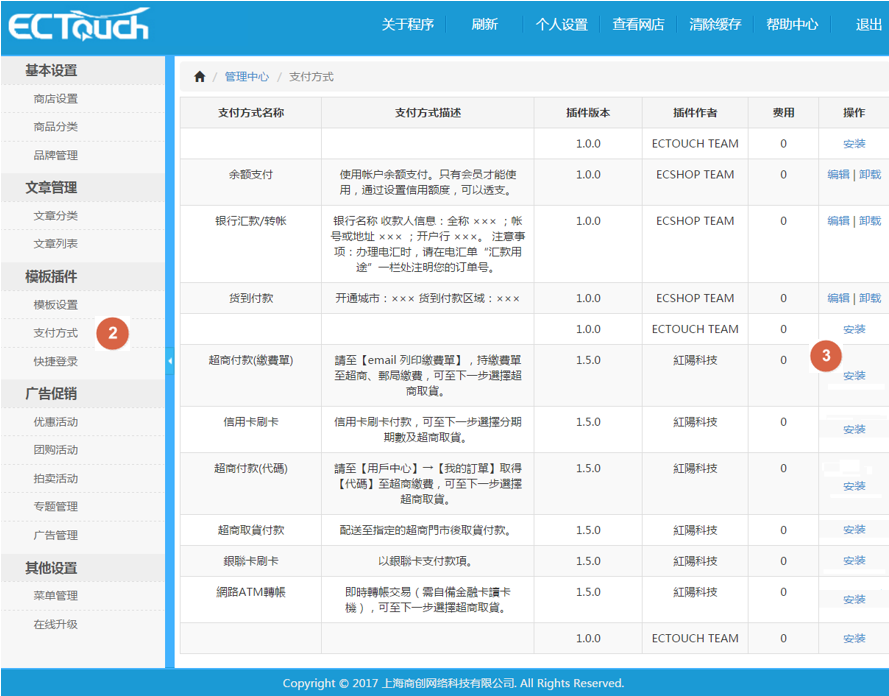 ECTouch
关于程序 刷新 个人设置 查看网店 清除缓存 帮助中心 退出
基本设置
商店设置
商品分类
品牌管理
文章管理
文章分类
文章列表
模板插件
模板设置
支付方式 2
快捷登录
广告促销
优惠活动
团购活动
拍卖活动
专题管理
广告管理
其他设置
菜单管理
在线升级
/ 管理中心 / 支付方式
支付方式名称 支付方式描述 插件版本 插件作者 费用 操作
1.0.0 ECTOUCH TEAM 0 安装
余额支付 使用帐户余额支付。只有会员才能使 1.0.0 ECSHOP TEAM 0 编辑 | 卸载
用，通过设置信用额度，可以透支。
银行汇款/转帐 银行名称 收款人信息：全称 ××× ；帐 1.0.0 ECSHOP TEAM 0 编辑 | 卸载
号或地址 ××× ；开户行 ×××。 注意事
项：办理电汇时，请在电汇单“汇款用
途”一栏处注明您的订单号。
货到付款 开通城市：××× 货到付款区域：××× 1.0.0 ECSHOP TEAM 0 编辑 | 卸载
1.0.0 ECTOUCH TEAM 0 安装
超商付款(繳費單) 請至【email 列印繳費單】，持繳費單 1.5.0 紅陽科技 0 3
至超商、郵局繳費，可至下一步選擇超 安装
商取貨。
信用卡刷卡 信用卡刷卡付款，可至下一步選擇分期 1.5.0 紅陽科技 0 安装
期數及超商取貨。
超商付款(代碼) 請至【用戶中心】→【我的訂單】取得 1.5.0 紅陽科技 0 安装
【代碼】至超商繳費，可至下一步選擇
超商取貨。
超商取貨付款 配送至指定的超商門市後取貨付款。 1.5.0 紅陽科技 0 安装
銀聯卡刷卡 以銀聯卡支付款項。 1.5.0 紅陽科技 0 安装
網路ATM轉帳 即時轉帳交易（需自備金融卡讀卡 1.5.0 紅陽科技 0 安装
機），可至下一步選擇超商取貨。
1.0.0 ECTOUCH TEAM 0 安装
Copyright © 2017 上海商创网络科技有限公司. All Rights Reserved.